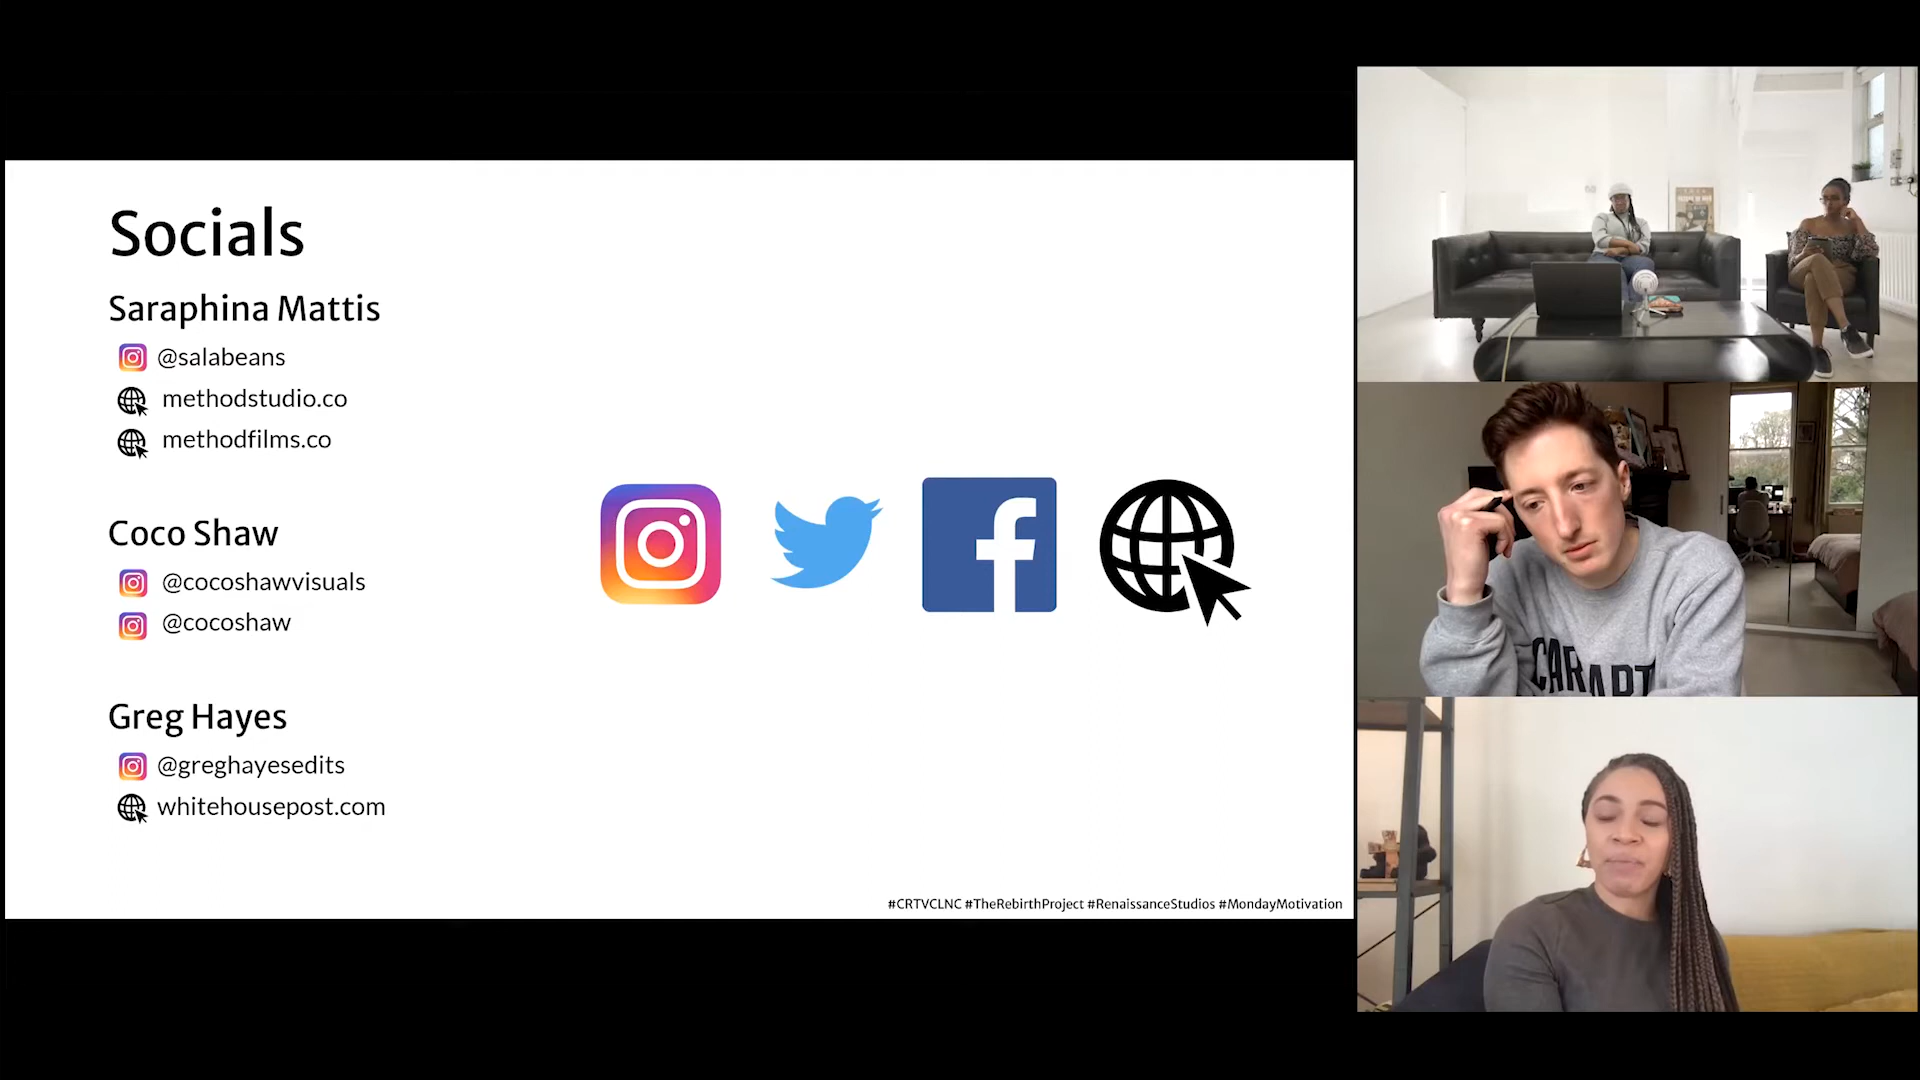 Socials
Saraphina Mattis
@salabeans
methodstudio.co
methodfilms.co
Coco Shaw
@cocoshawvisuals
@cocoshaw
Greg Hayes
@greghayesedits
whitehousepost.com
#CRTVCLNC #TheRebirthProject #RenaissanceStudios #MondayMotivation